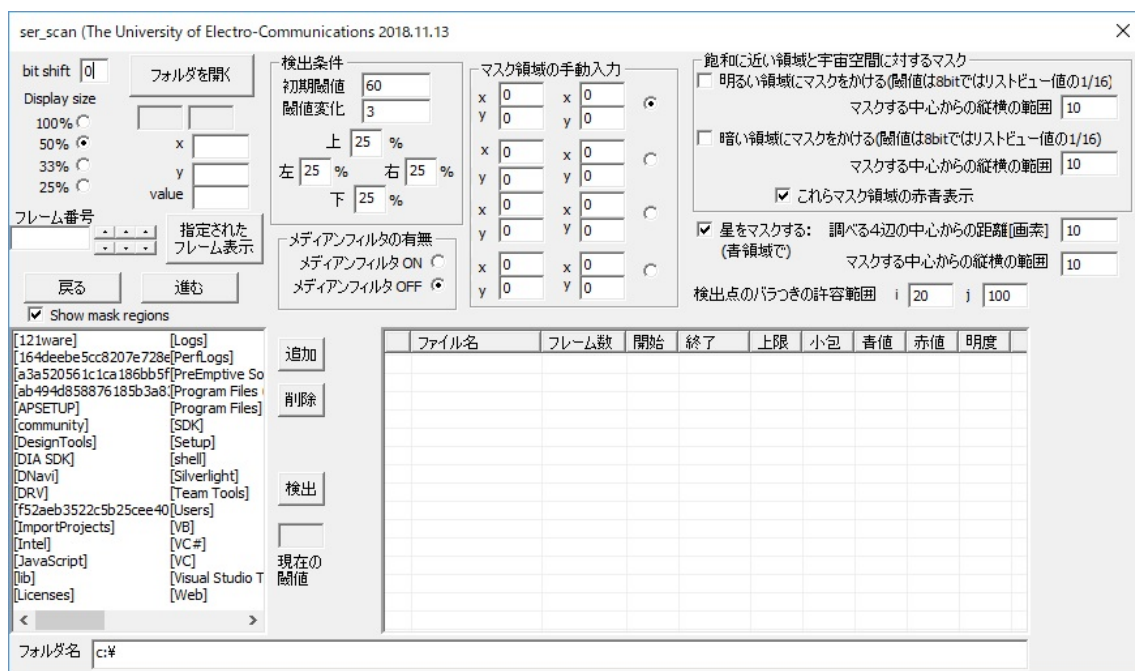 ser_scan (The University of Electro-Communications 2018.11.13
bit shift 0
フォルダを開く
Display size
100%
50%
33%
25%
x
y
value
フレーム番号
指定された
フレーム表示
戻る
進む
Show mask regions
検出条件
初期閾値 60
閾値変化 3
上 25 %
左 25 % 右 25 %
下 25 %
メディアンフィルタの有無
メディアンフィルタ ON
メディアンフィルタ OFF
マスク領域の手動入力
x 0 x 0
y 0 y 0
x 0 x 0
y 0 y 0
x 0 x 0
y 0 y 0
x 0 x 0
y 0 y 0
飽和に近い領域と宇宙空間に対するマスク
明るい領域にマスクをかける(閾値は8bitではリストビュー値の1/16)
マスクする中心からの縦横の範囲 10
暗い領域にマスクをかける(閾値は8bitではリストビュー値の1/16)
マスクする中心からの縦横の範囲 10
これらマスク領域の赤青表示
星をマスクする: 調べる4辺の中心からの距離[画素] 10
(青領域で)
マスクする中心からの縦横の範囲 10
検出点のバラつきの許容範囲 i 20 j 100
[121ware] [Logs]
[164deebe5cc8207e728e [PerfLogs]
[a3a520561c1ca186bb5f [PreEmptive So
[ab494d858876185b3a8 [Program Files
[APSETUP] [Program Files]
[community] [SDK]
[DesignTools] [Setup]
[DIA SDK] [shell]
[DNavi] [Silverlight]
[DRV] [Team Tools]
[f52aeb3522c5b25cee40 [Users]
[ImportProjects] [VB]
[Intel] [VC#]
[JavaScript] [VC]
[lib] [Visual Studio T
[Licenses] [Web]
追加
削除
検出
現在の
閾値
ファイル名 フレーム数 開始 終了 上限 小包 青値 赤値 明度
フォルダ名 c:¥